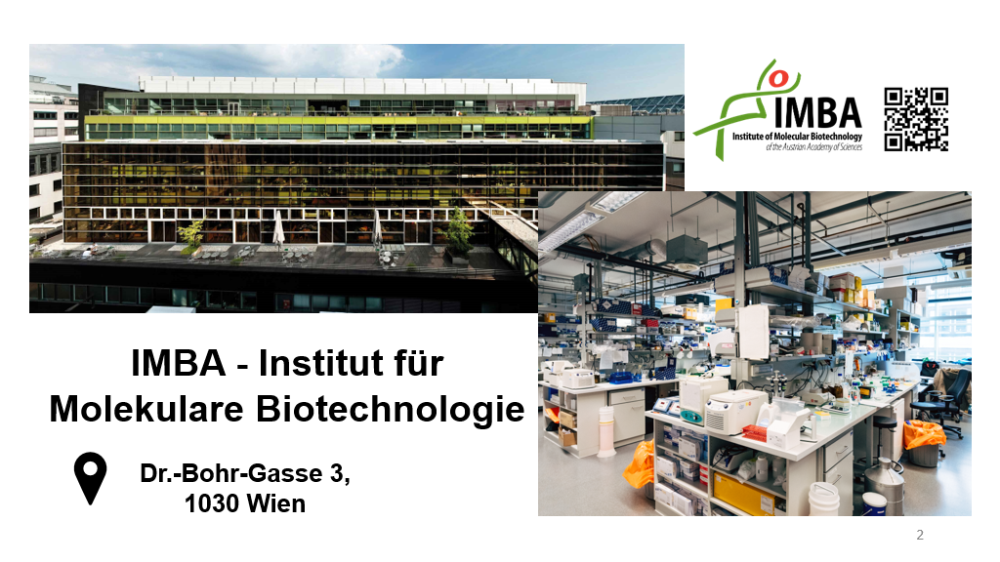 IMBA
Institute of Molecular Biotechnology
of the Austrian Academy of Sciences
IMBA - Institut für
Molekulare Biotechnologie
Dr.-Bohr-Gasse 3,
1030 Wien
2